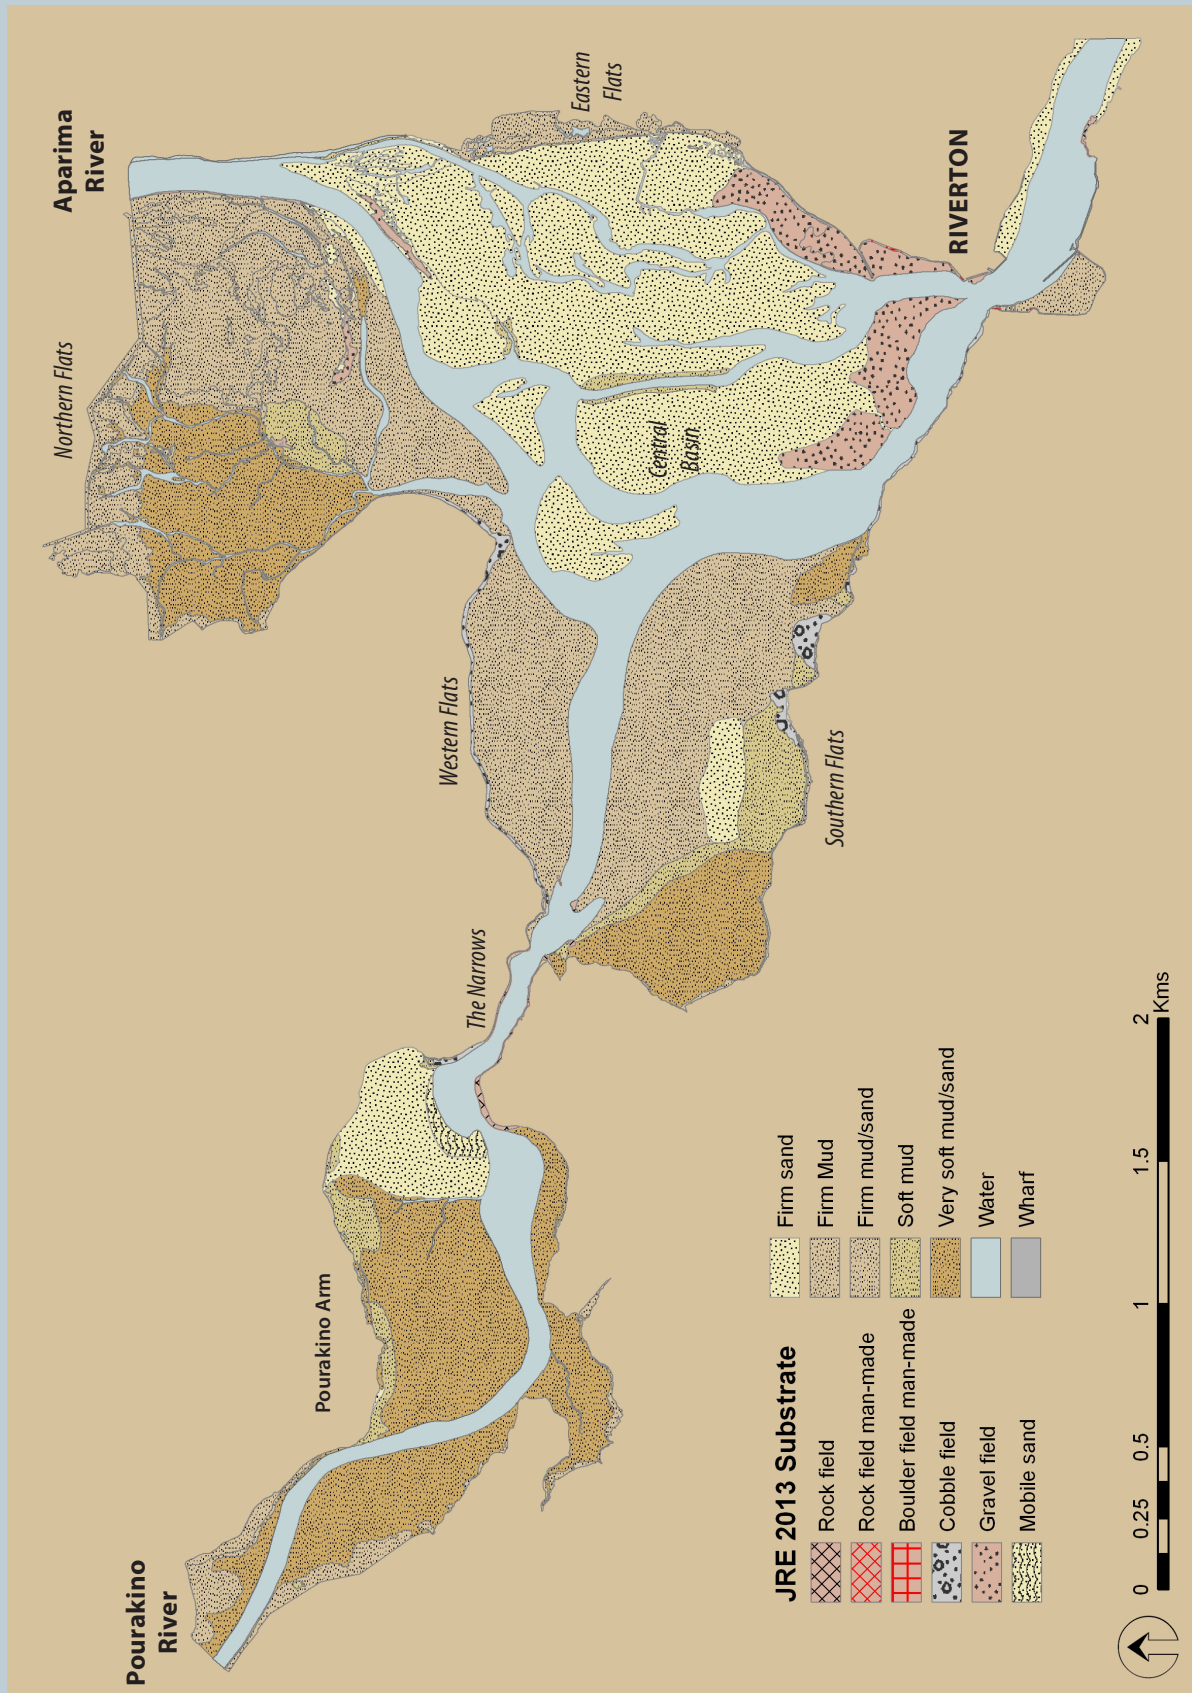 Pourakino
River
Pourakino Arm
The Narrows
Western Flats
Northern Flats
Aparima
River
Eastern
Flats
Central
Basin
Southern Flats
RIVERTON
JRE 2013 Substrate
Rock field
Rock field man-made
Boulder field man-made
Cobble field
Gravel field
Mobile sand
Firm sand
Firm Mud
Firm mud/sand
Soft mud
Very soft mud/sand
Water
Wharf
0 0.25 0.5 1 1.5 2
Kms